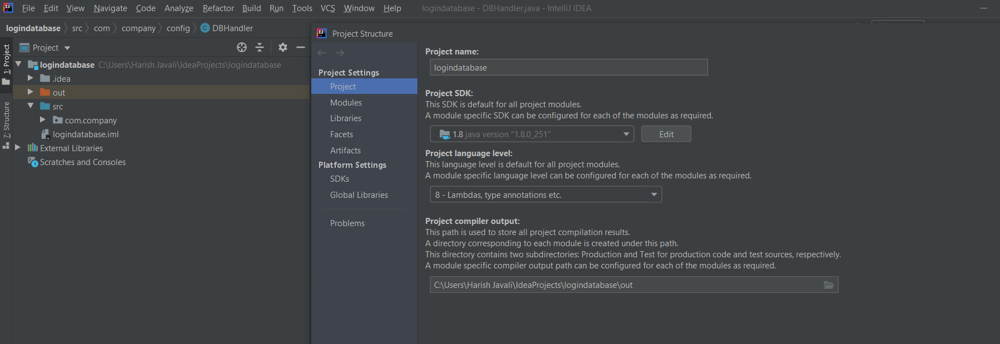 File Edit View Navigate Code Analyze Refactor Build Run Tools VCS Window Help logindatabase - DBHandler.java - IntelliJ IDEA
logindatabase src com company config C DBHandler
1: Project
7: Structure
Project
logindatabase C:\Users\Harish Javali\IdeaProjects\logindatabase
.idea
out
src
com.company
logindatabase.iml
External Libraries
Scratches and Consoles
Project Structure
Project Settings
Project
Modules
Libraries
Facets
Artifacts
Platform Settings
SDKs
Global Libraries
Problems
Project name:
logindatabase
Project SDK:
This SDK is default for all project modules.
A module specific SDK can be configured for each of the modules as required.
1.8 java version "1.8.0_251"
Edit
Project language level:
This language level is default for all project modules.
A module specific language level can be configured for each of the modules as required.
8 - Lambdas, type annotations etc.
Project compiler output:
This path is used to store all project compilation results.
A directory corresponding to each module is created under this path.
This directory contains two subdirectories: Production and Test for production code and test sources, respectively.
A module specific compiler output path can be configured for each of the modules as required.
C:\Users\Harish Javali\IdeaProjects\logindatabase\out